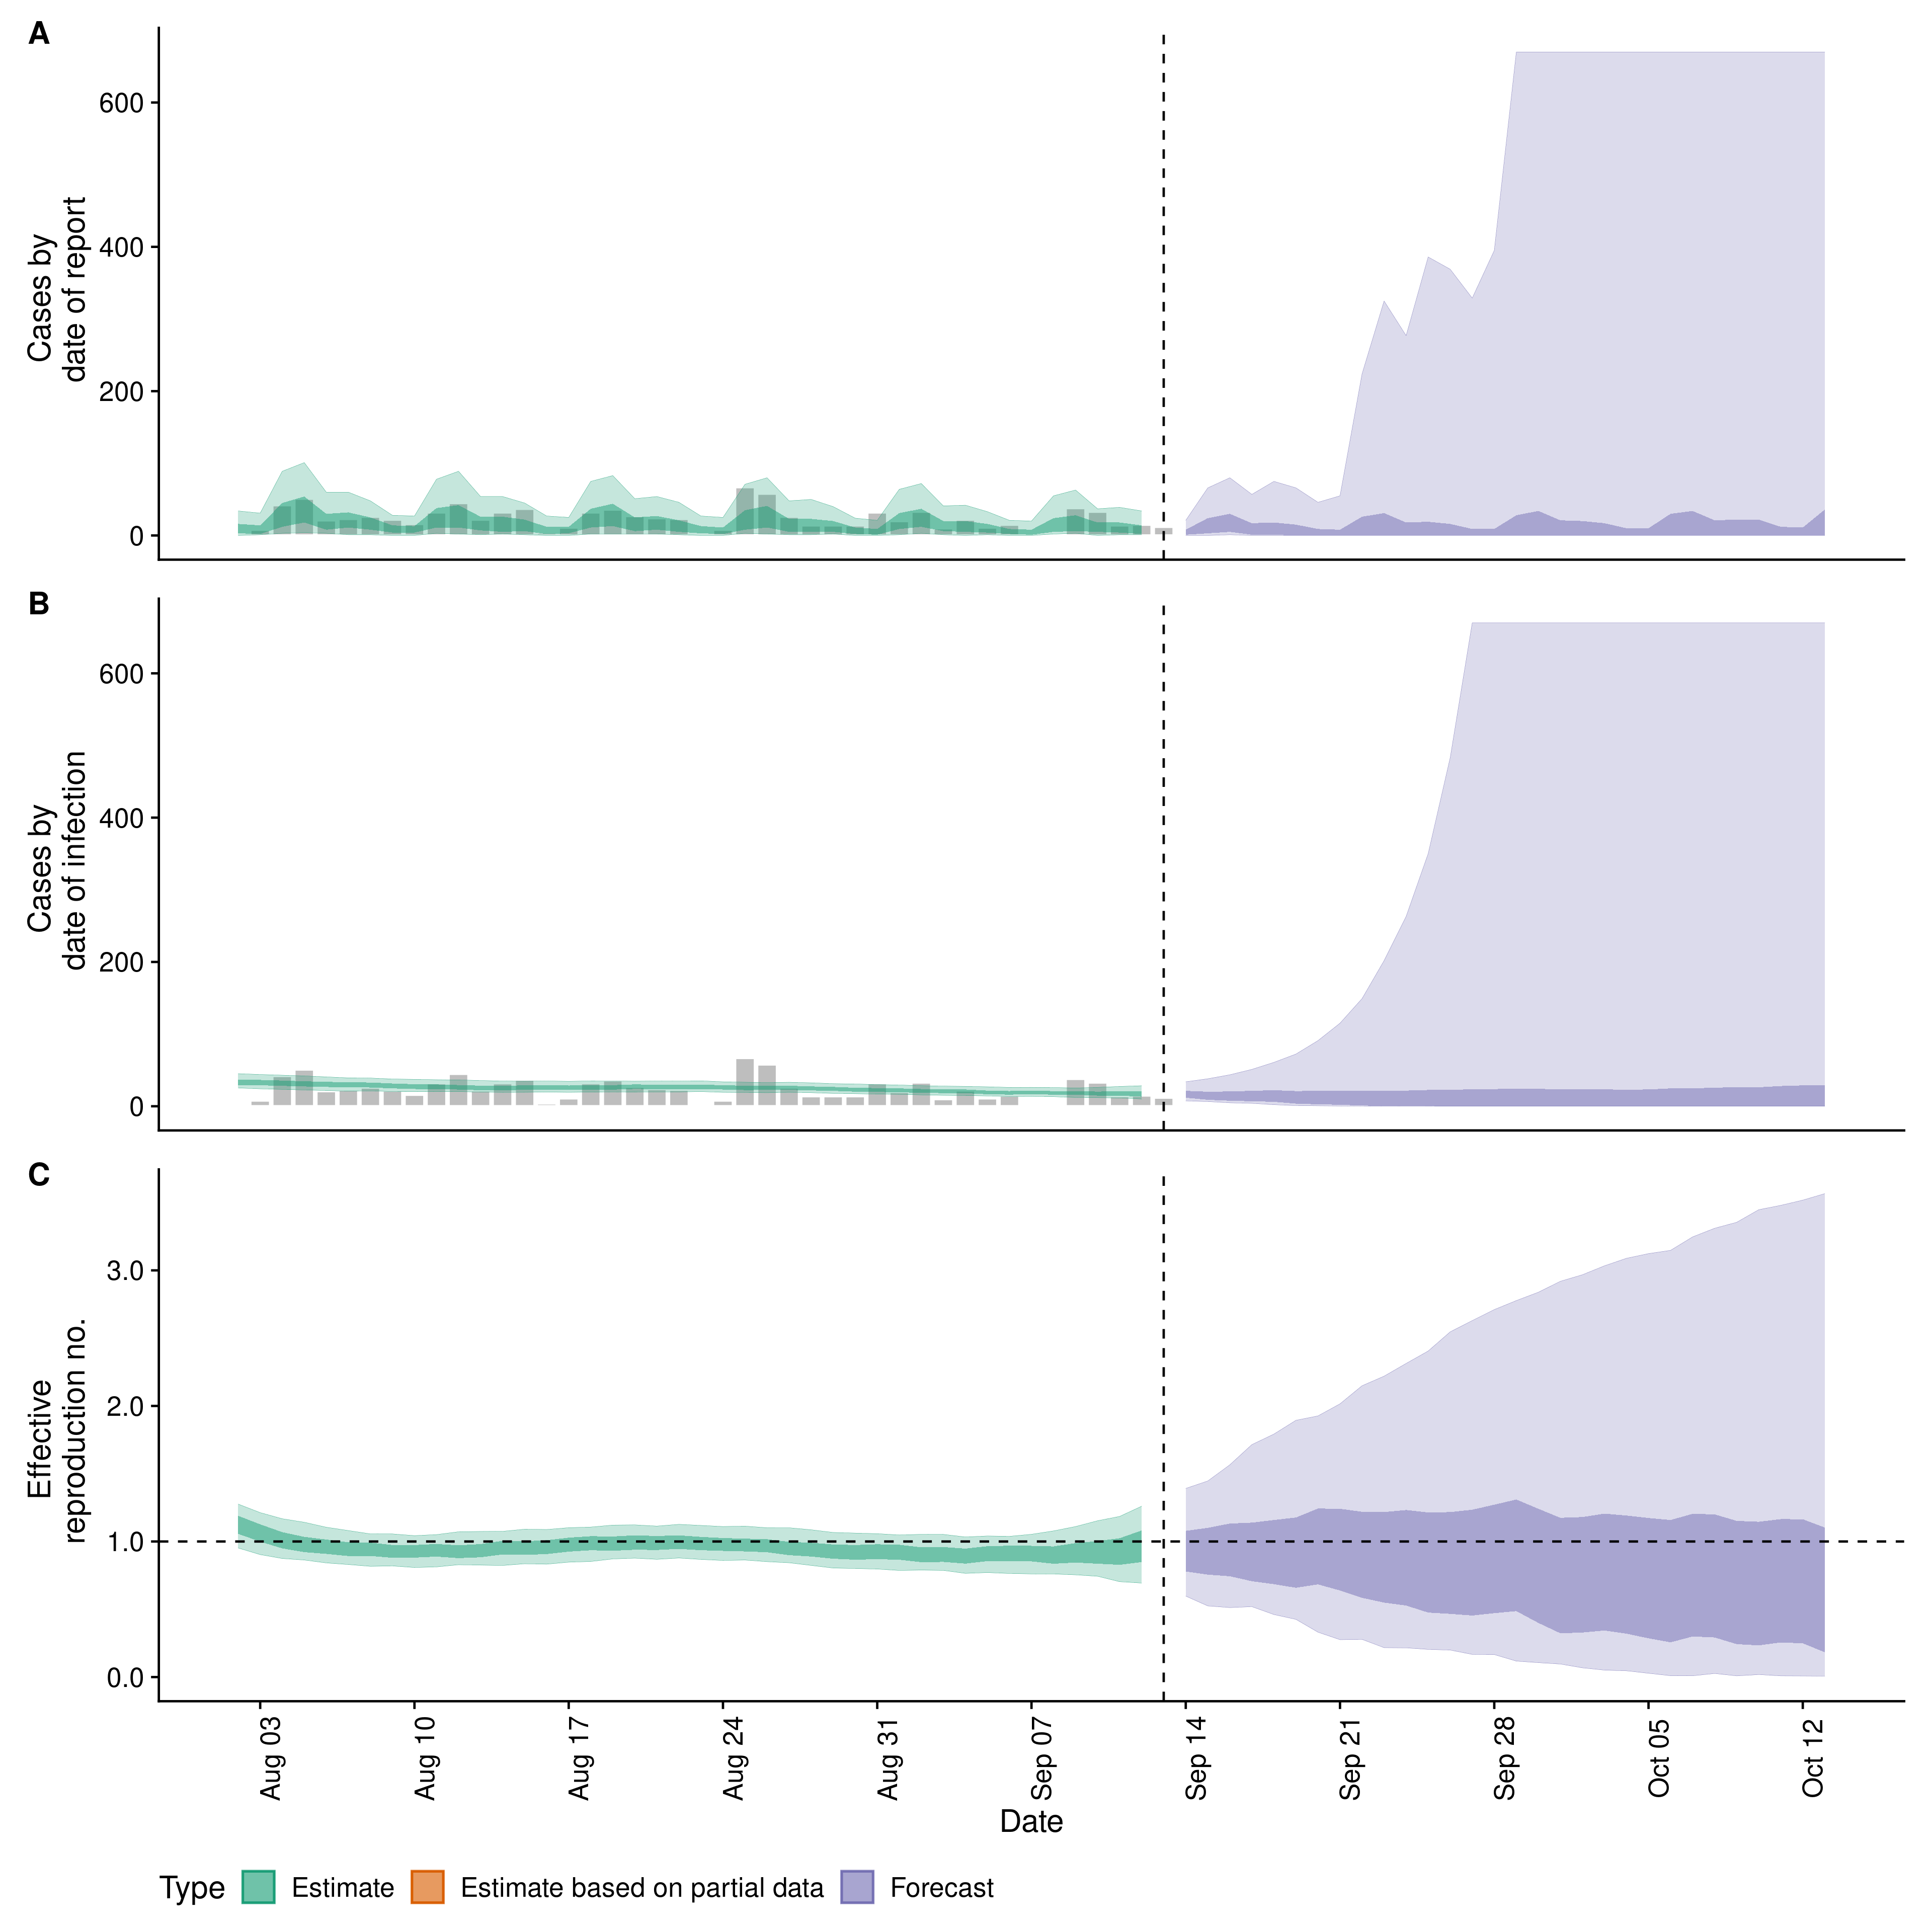 A
Cases by
date of report
600
400
200
0
B
Cases by
date of infection
600
400
200
0
C
Effective
reproduction no.
3.0
2.0
1.0
0.0
Aug 03
Aug 10
Aug 17
Aug 24
Aug 31
Sep 07
Sep 14
Sep 21
Sep 28
Oct 05
Oct 12
Date
Type Estimate Estimate based on partial data Forecast